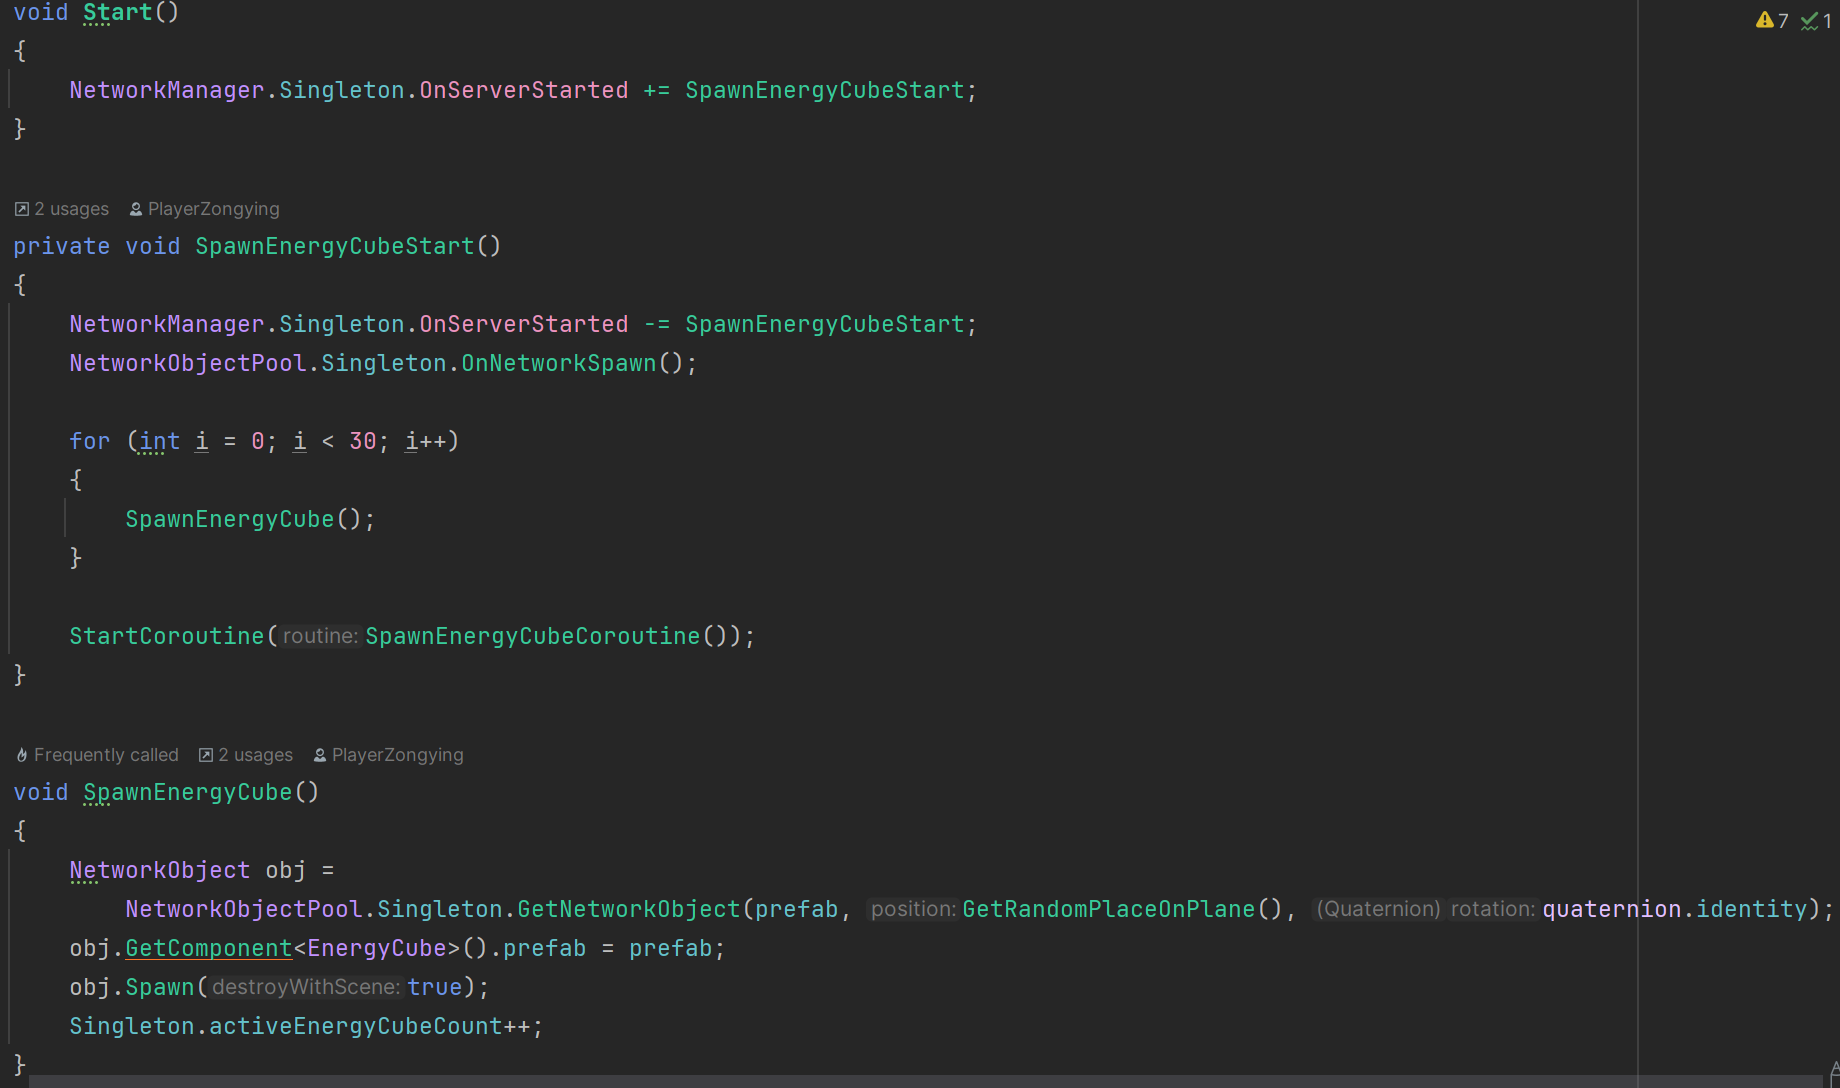 void Start()
7 1
{
NetworkManager.Singleton.OnServerStarted += SpawnEnergyCubeStart;
}
2 usages PlayerZongying
private void SpawnEnergyCubeStart()
{
NetworkManager.Singleton.OnServerStarted -= SpawnEnergyCubeStart;
NetworkObjectPool.Singleton.OnNetworkSpawn();
for (int i = 0; i < 30; i++)
{
SpawnEnergyCube();
}
StartCoroutine(routine:SpawnEnergyCubeCoroutine());
}
Frequently called 2 usages PlayerZongying
void SpawnEnergyCube()
{
NetworkObject obj =
NetworkObjectPool.Singleton.GetNetworkObject(prefab, position:GetRandomPlaceOnPlane(), (Quaternion) rotation:quaternion.identity);
obj.GetComponent<EnergyCube>().prefab = prefab;
obj.Spawn(destroyWithScene:true);
Singleton.activeEnergyCubeCount++;
}